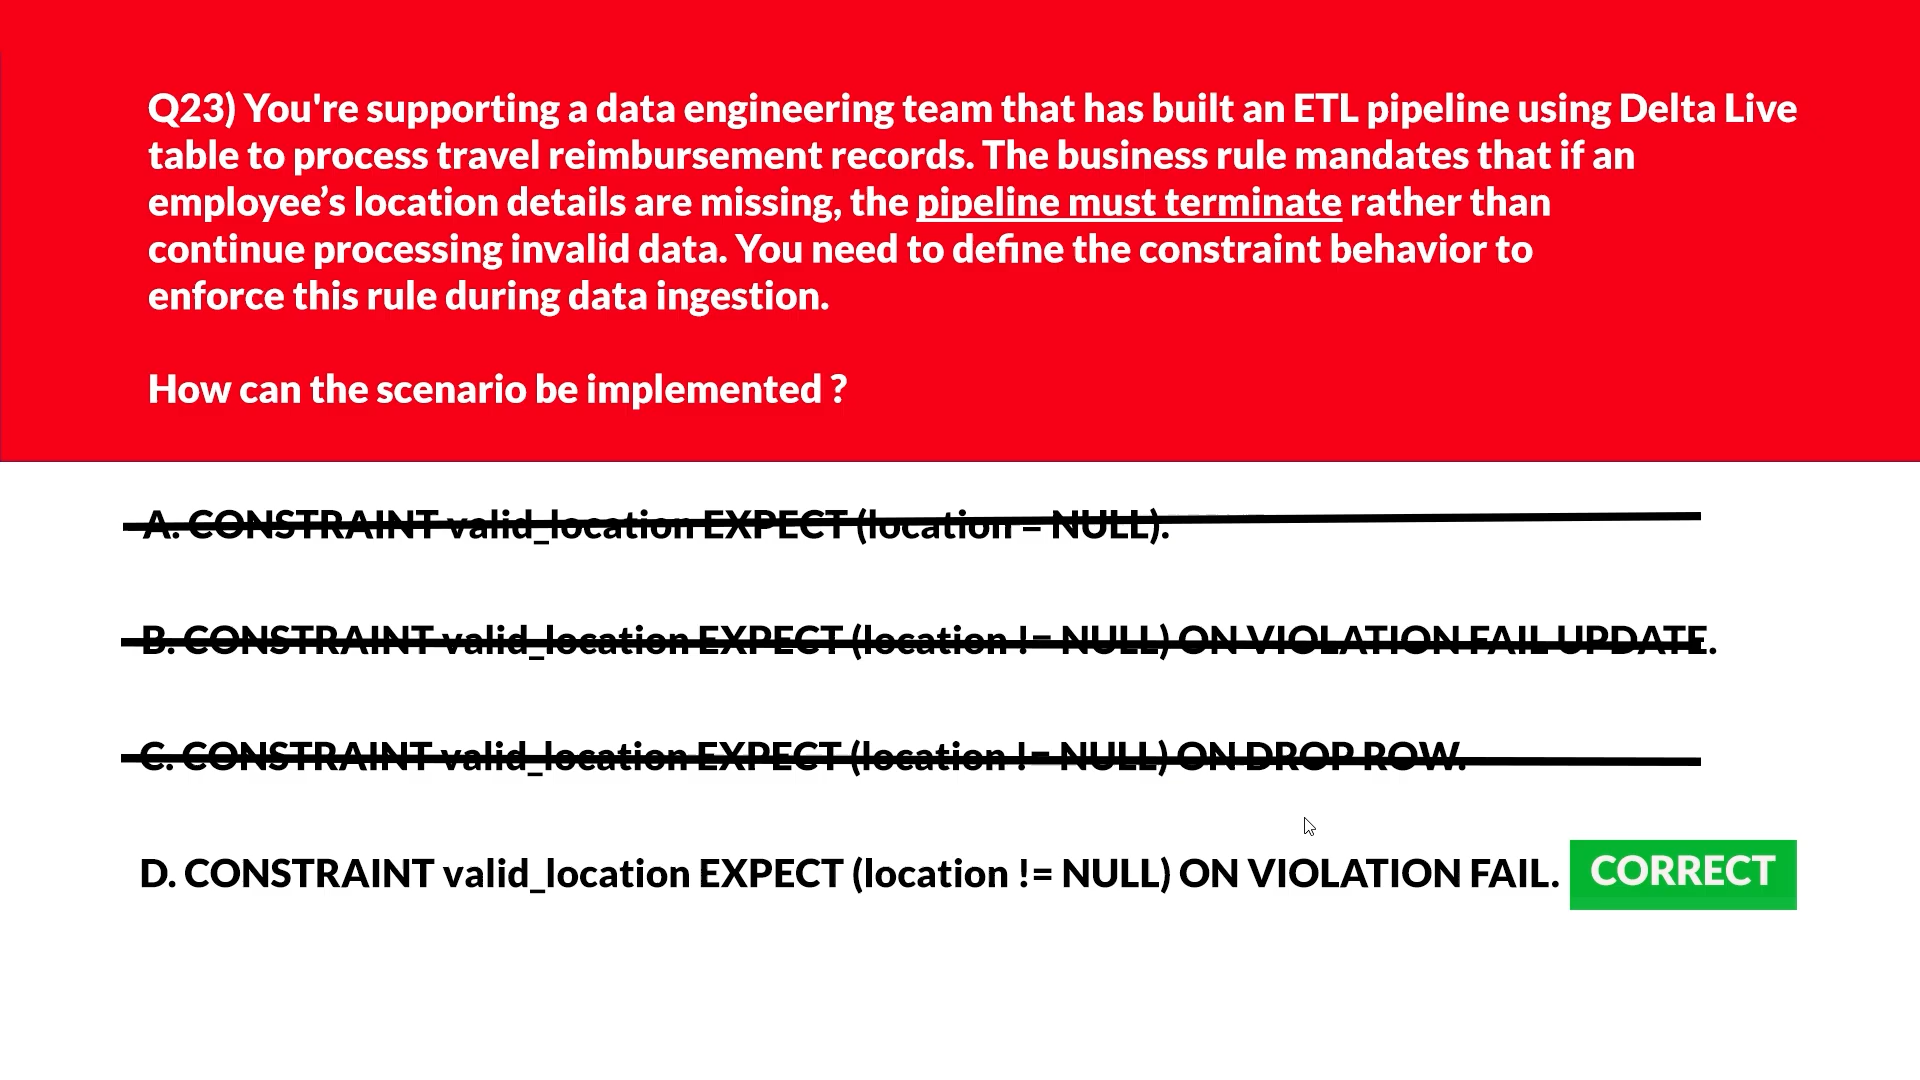 Q23) You're supporting a data engineering team that has built an ETL pipeline using Delta Live
table to process travel reimbursement records. The business rule mandates that if an
employee’s location details are missing, the pipeline must terminate rather than
continue processing invalid data. You need to define the constraint behavior to
enforce this rule during data ingestion.
How can the scenario be implemented ?
A. CONSTRAINT valid_location EXPECT (location = NULL).
B. CONSTRAINT valid_location EXPECT (location != NULL) ON VIOLATION FAIL UPDATE.
C. CONSTRAINT valid_location EXPECT (location != NULL) ON DROP ROW.
D. CONSTRAINT valid_location EXPECT (location != NULL) ON VIOLATION FAIL. CORRECT